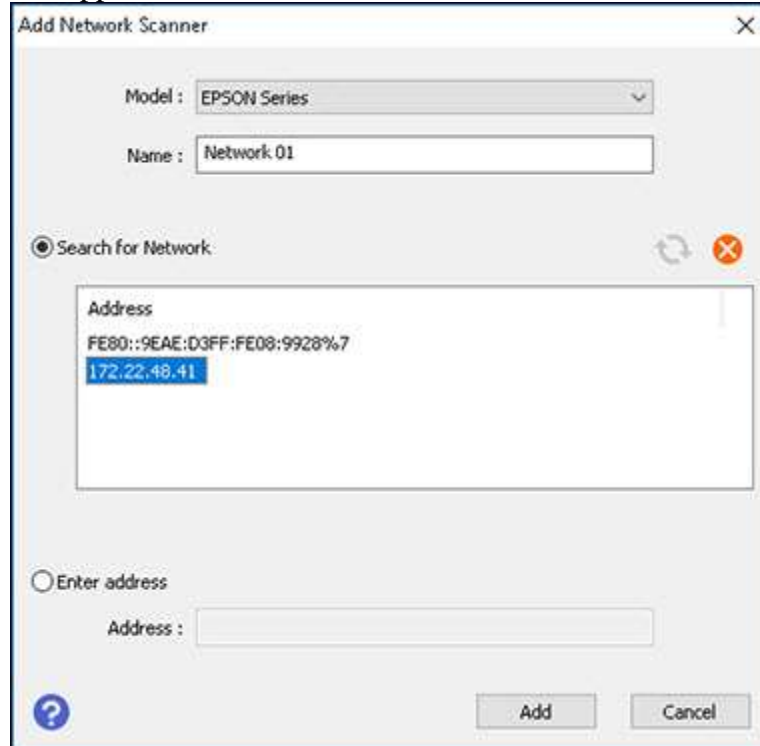 Add Network Scanner
Model : EPSON Series
Name : Network 01
Search for Network
Address
FE80::9EAE:D3FF:FE08:9928%7
172.22.48.41
Enter address
Address :
Add Cancel